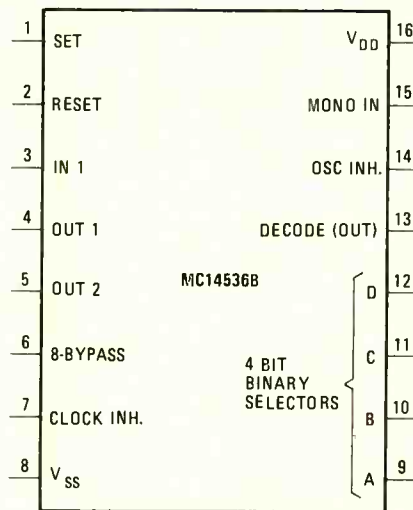 1 SET
2 RESET
3 IN 1
4 OUT 1
5 OUT 2
6 8-BYPASS
7 CLOCK INH.
8 VSS
MC14536B
16 VDD
15 MONO IN
14 OSC INH.
13 DECODE (OUT)
12 D
11 C
10 B
9 A
4 BIT
BINARY
SELECTORS